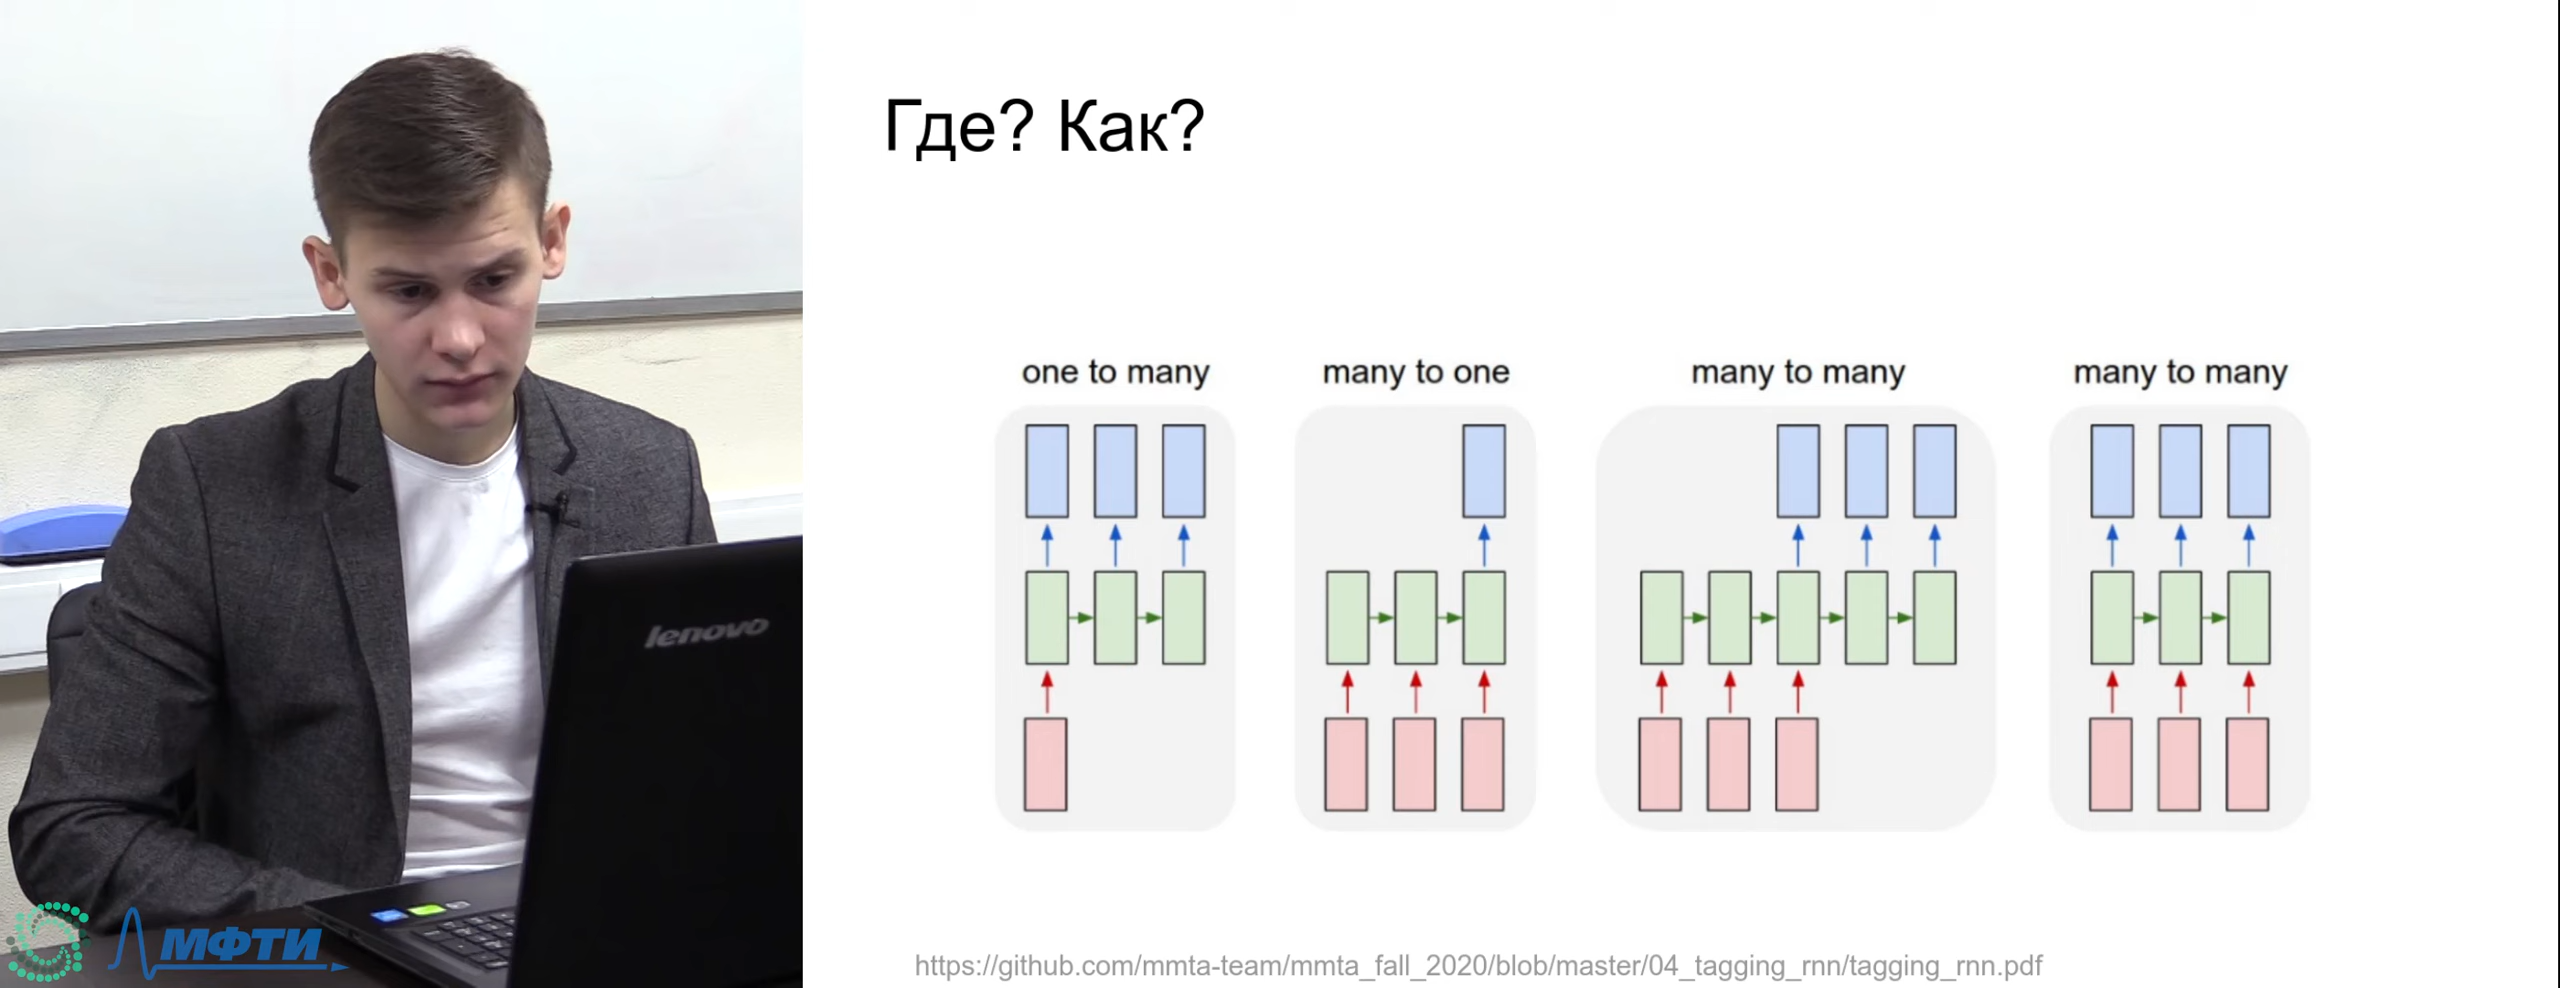 Где? Как?
one to many
many to one
many to many
many to many
lenovo
МФТИ
https://github.com/mmta-team/mmta_fall_2020/blob/master/04_tagging_rnn/tagging_rnn.pdf